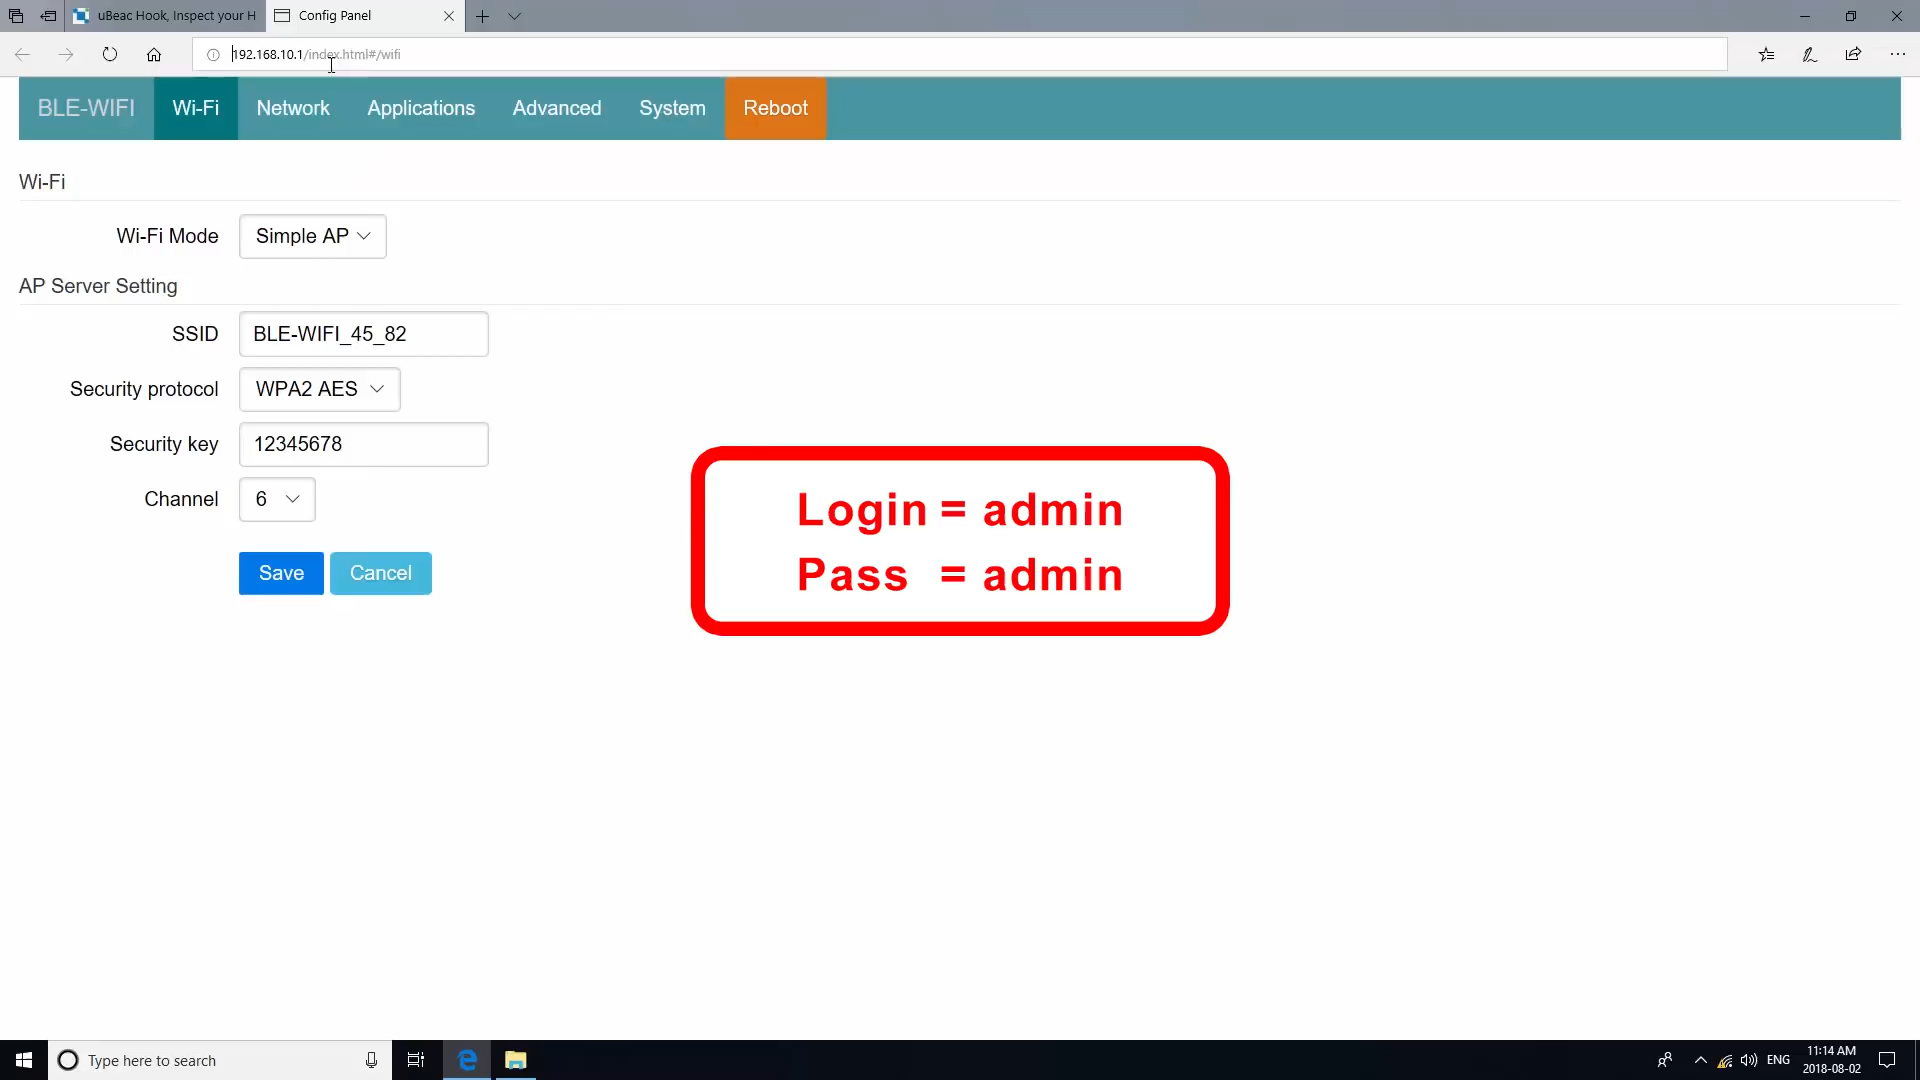 uBeac Hook, Inspect your H
Config Panel
192.168.10.1/index.html#/wifi
BLE-WIFI
Wi-Fi
Network
Applications
Advanced
System
Reboot
Wi-Fi
Wi-Fi Mode
Simple AP
AP Server Setting
SSID
BLE-WIFI_45_82
Security protocol
WPA2 AES
Security key
12345678
Channel
6
Save
Cancel
Login = admin
Pass = admin
Type here to search
ENG
11:14 AM
2018-08-02